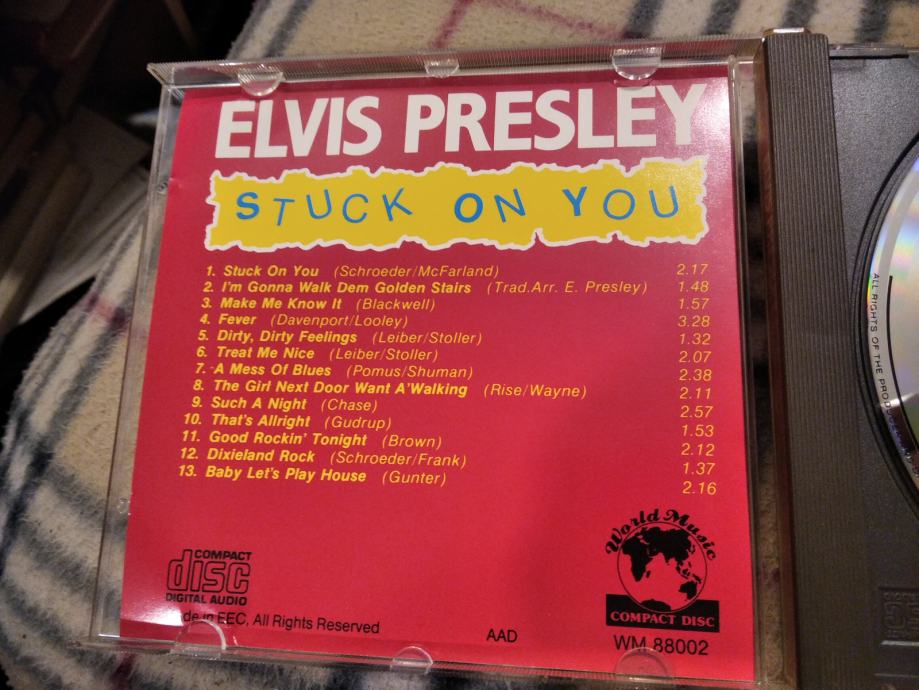 ELVIS PRESLEY
STUCK ON YOU
1. Stuck On You (Schroeder/McFarland) 2.17
2. I'm Gonna Walk Dem Golden Stairs (Trad.Arr. E. Presley) 1.48
3. Make Me Know It (Blackwell) 1.57
4. Fever (Davenport/Looley) 3.28
5. Dirty, Dirty Feelings (Leiber/Stoller) 1.32
6. Treat Me Nice (Leiber/Stoller) 2.07
7. A Mess Of Blues (Pomus/Shuman) 2.38
8. The Girl Next Door Want A'Walking (Rise/Wayne) 2.11
9. Such A Night (Chase) 2.57
10. That's Allright (Gudrup) 1.53
11. Good Rockin' Tonight (Brown) 2.12
12. Dixieland Rock (Schroeder/Frank) 1.37
13. Baby Let's Play House (Gunter) 2.16
COMPACT
disc
DIGITAL AUDIO
in EEC, All Rights Reserved
AAD
World Music
COMPACT DISC
WM 88002
ALL RIGHTS OF THE